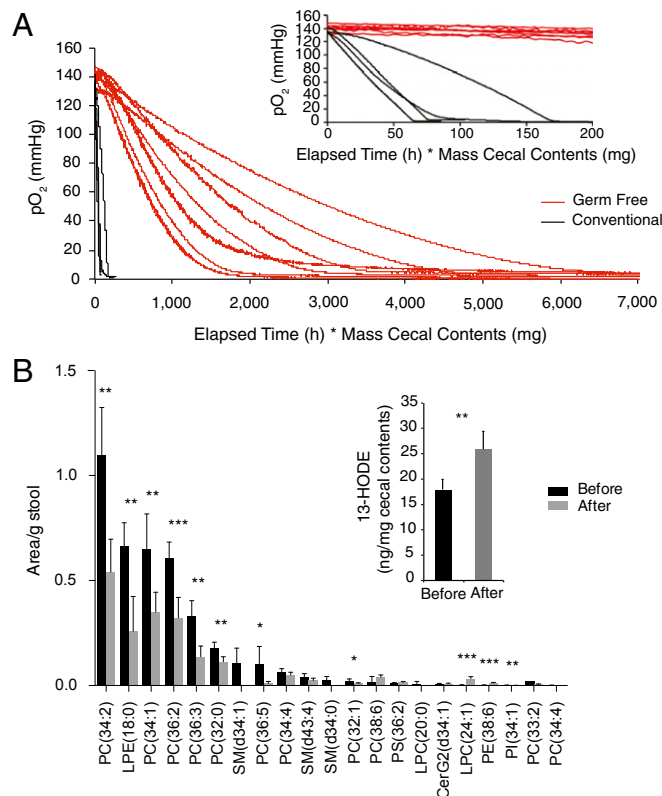 A
pO2 (mmHg)
160
140
120
100
80
60
40
20
0
0
1,000
2,000
3,000
4,000
5,000
6,000
7,000
Elapsed Time (h) * Mass Cecal Contents (mg)
pO2 (mmHg)
160
140
120
100
80
60
40
20
0
0
50
100
150
200
Elapsed Time (h) * Mass Cecal Contents (mg)
Germ Free
Conventional
B
Area/g stool
1.5
1.0
0.5
0.0
**
**
**
***
**
**
*
*
***
***
**
PC(34:2)
LPE(18:0)
PC(34:1)
PC(36:2)
PC(36:3)
PC(32:0)
SM(d34:1)
PC(36:5)
PC(34:4)
SM(d43:4)
SM(d34:0)
PC(32:1)
PC(38:6)
PS(36:2)
LPC(20:0)
CerG2(d34:1)
LPC(24:1)
PE(38:6)
PI(34:1)
PC(33:2)
PC(34:4)
13-HODE
(ng/mg cecal contents)
35
30
25
20
15
10
5
0
**
Before
After
Before
After